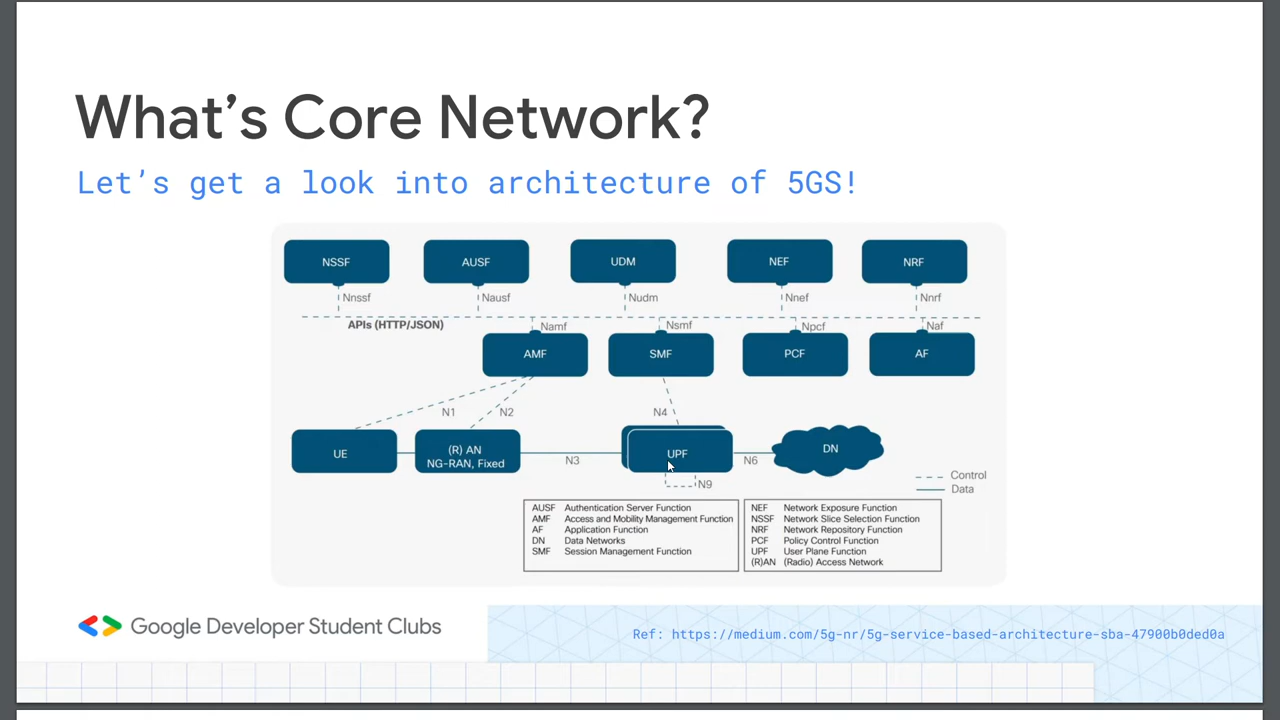 What’s Core Network?
Let’s get a look into architecture of 5GS!
NSSF AUSF UDM NEF NRF
Nnssf Nausf Nudm Nnef Nnrf
APIs (HTTP/JSON) Namf Nsmf Npcf Naf
AMF SMF PCF AF
N1 N2 N4
UE (R) AN UPF DN
NG-RAN, Fixed
N3 N6
N9
Control
Data
AUSF Authentication Server Function
AMF Access and Mobility Management Function
AF Application Function
DN Data Networks
SMF Session Management Function
NEF Network Exposure Function
NSSF Network Slice Selection Function
NRF Network Repository Function
PCF Policy Control Function
UPF User Plane Function
(R)AN (Radio) Access Network
Google Developer Student Clubs
Ref: https://medium.com/5g-nr/5g-service-based-architecture-sba-47900b0ded0a